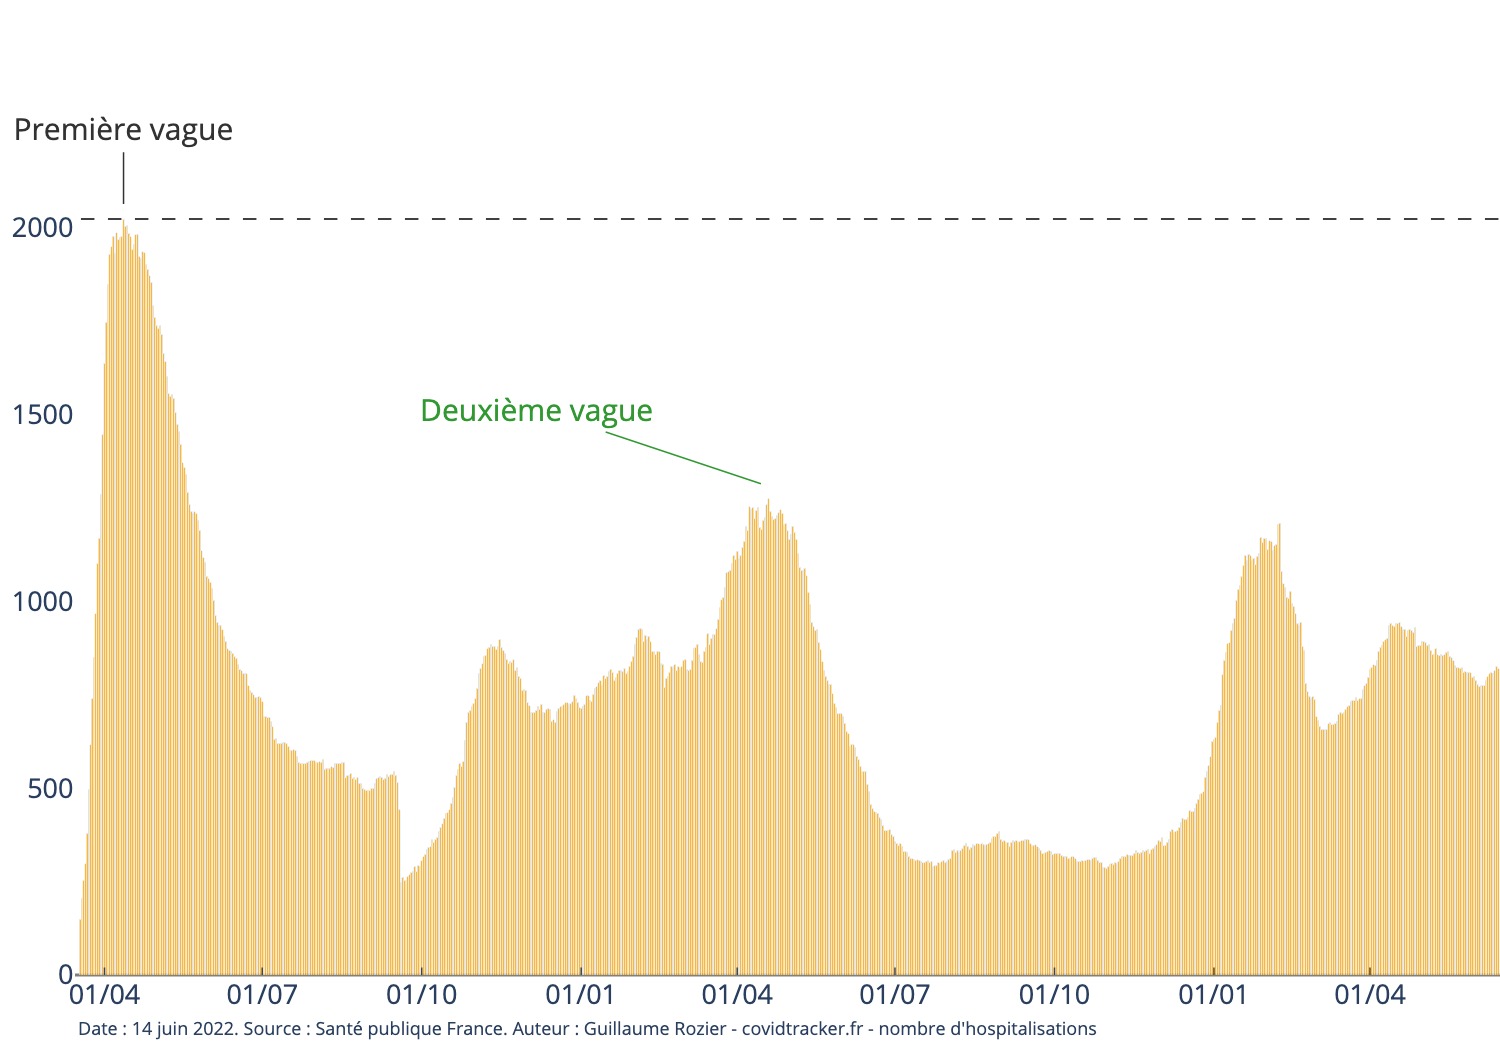 Première vague
2000
1500
Deuxième vague
1000
500
0
01/04 01/07 01/10 01/01 01/04 01/07 01/10 01/01 01/04
Date : 14 juin 2022. Source : Santé publique France. Auteur : Guillaume Rozier - covidtracker.fr - nombre d'hospitalisations